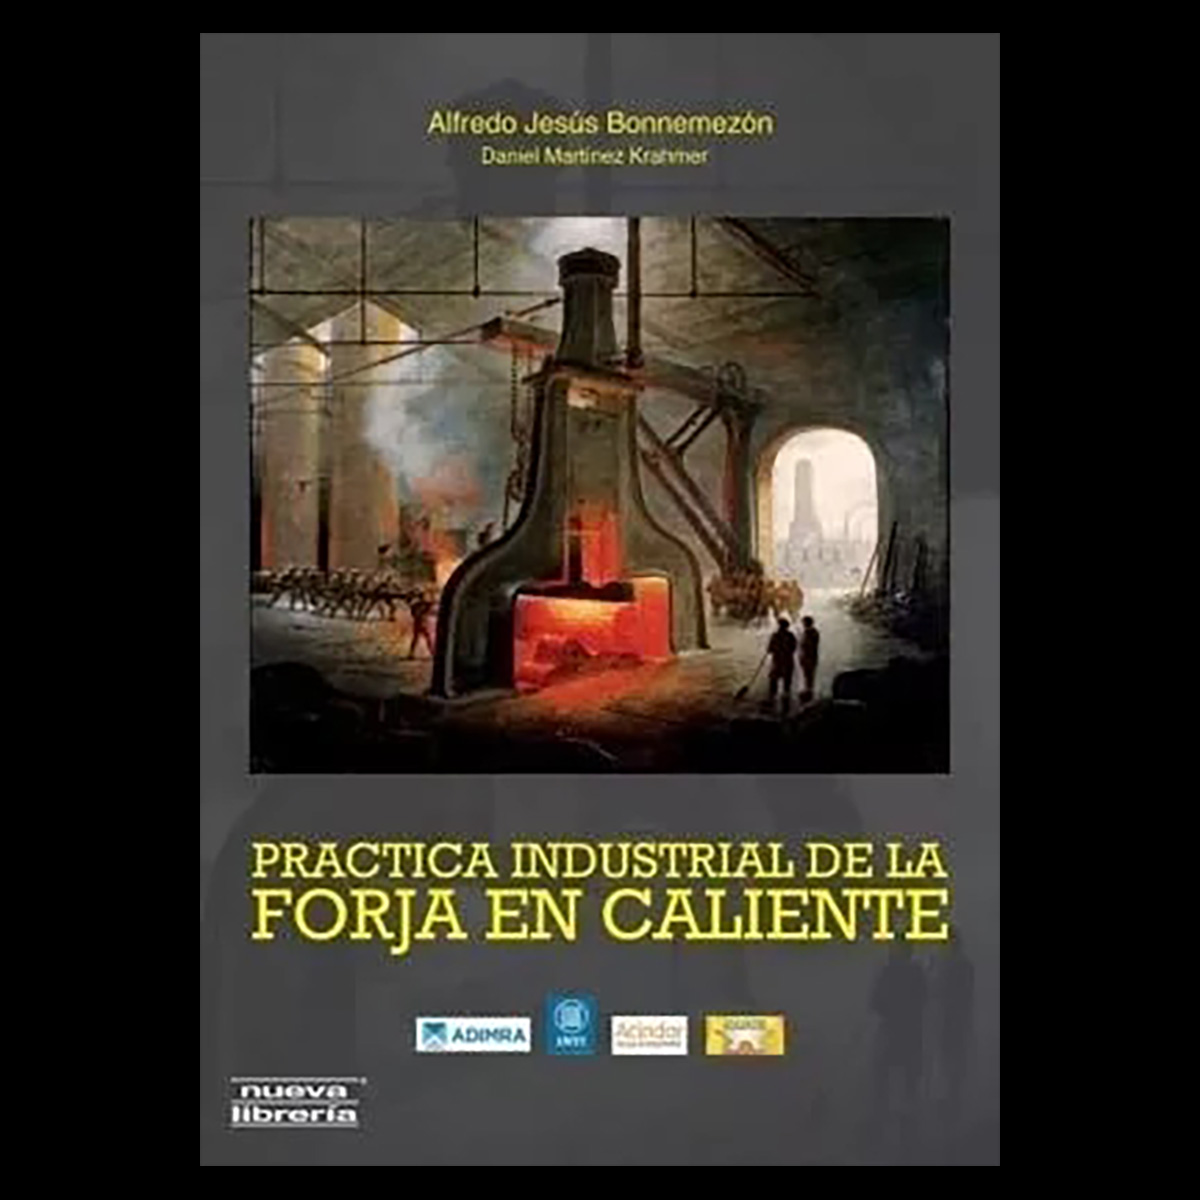 Alfredo Jesús Bonnemezón
Daniel Martínez Krahmer
PRACTICA INDUSTRIAL DE LA
FORJA EN CALIENTE
ADIMRA
INTI
Acindar
nueva
librería